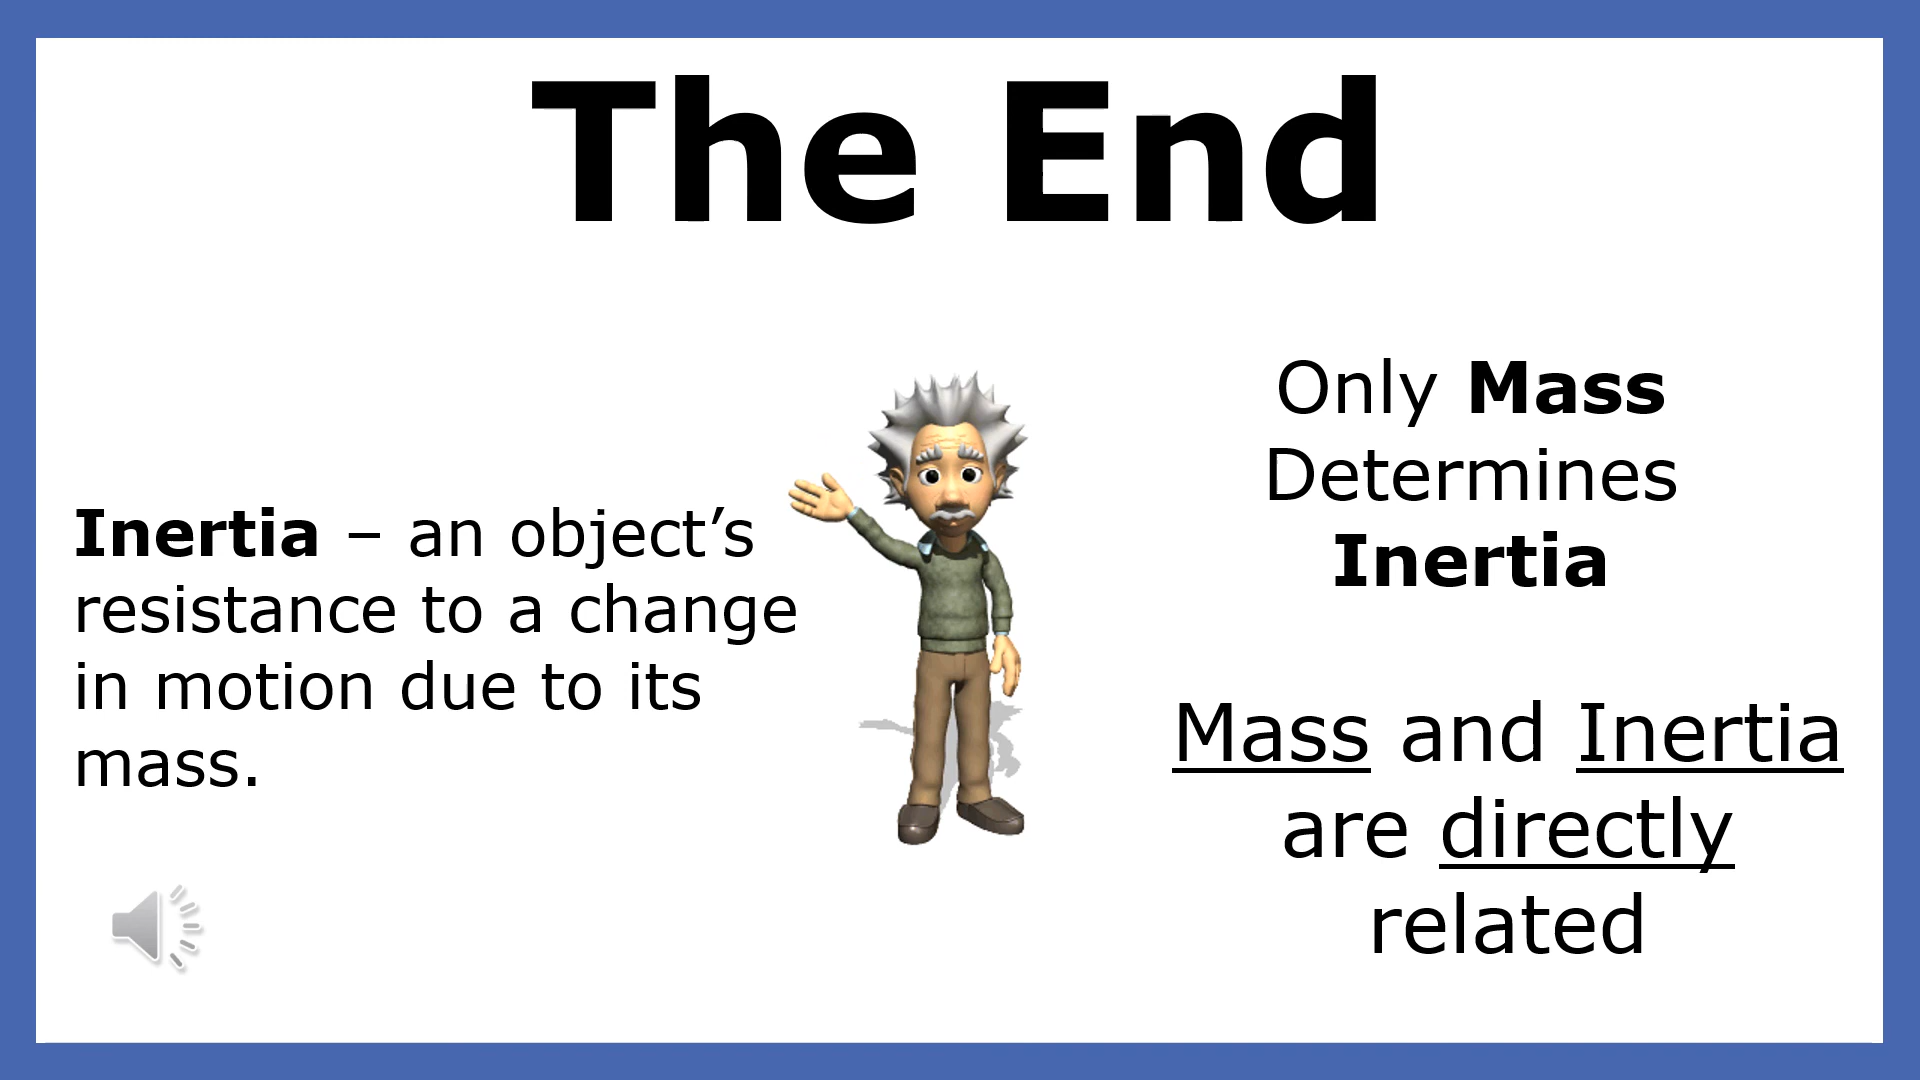 The End
Inertia – an object’s
resistance to a change
in motion due to its
mass.
Only Mass
Determines
Inertia
Mass and Inertia
are directly
related